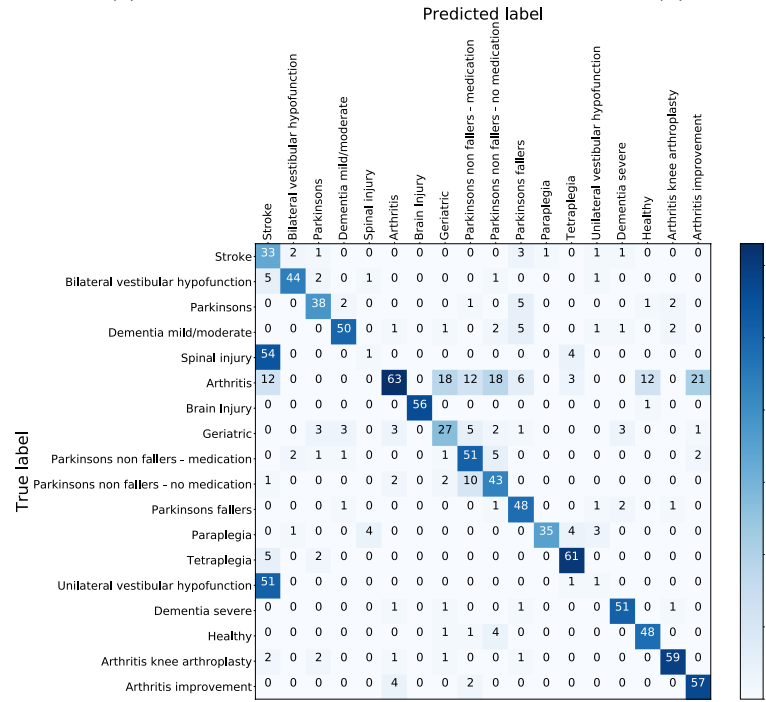 Predicted label
Stroke
Bilateral vestibular hypofunction
Parkinsons
Dementia mild/moderate
Spinal injury
Arthritis
Brain Injury
Geriatric
Parkinsons non fallers - medication
Parkinsons non fallers - no medication
Parkinsons fallers
Paraplegia
Tetraplegia
Unilateral vestibular hypofunction
Dementia severe
Healthy
Arthritis knee arthroplasty
Arthritis improvement
True label
Stroke 33 2 1 0 0 0 0 0 0 0 3 1 0 1 1 0 0 0
Bilateral vestibular hypofunction 5 44 2 0 1 0 0 0 0 1 0 0 0 1 0 0 0 0
Parkinsons 0 0 38 2 0 0 0 0 1 0 5 0 0 0 0 1 2 0
Dementia mild/moderate 0 0 0 50 0 1 0 1 0 2 5 0 0 1 1 0 2 0
Spinal injury 54 0 0 0 1 0 0 0 0 0 0 0 4 0 0 0 0 0
Arthritis 12 0 0 0 0 63 0 18 12 18 6 0 3 0 0 12 0 21
Brain Injury 0 0 0 0 0 0 56 0 0 0 0 0 0 0 0 1 0 0
Geriatric 0 0 3 3 0 3 0 27 5 2 1 0 0 0 3 0 0 1
Parkinsons non fallers - medication 0 2 1 1 0 0 0 1 51 5 0 0 0 0 0 0 0 2
Parkinsons non fallers - no medication 1 0 0 0 0 2 0 2 10 43 0 0 0 0 0 0 0 0
Parkinsons fallers 0 0 0 1 0 0 0 0 0 1 48 0 0 1 2 0 1 0
Paraplegia 0 1 0 0 4 0 0 0 0 0 0 35 4 3 0 0 0 0
Tetraplegia 5 0 2 0 0 0 0 0 0 0 0 0 61 0 0 0 0 0
Unilateral vestibular hypofunction 51 0 0 0 0 0 0 0 0 0 0 0 1 1 0 0 0 0
Dementia severe 0 0 0 0 0 1 0 1 0 0 1 0 0 0 51 0 1 0
Healthy 0 0 0 0 0 0 0 1 1 4 0 0 0 0 0 48 0 0
Arthritis knee arthroplasty 2 0 2 0 0 1 0 1 0 0 1 0 0 0 0 0 59 0
Arthritis improvement 0 0 0 0 0 4 0 0 2 0 0 0 0 0 0 0 0 57